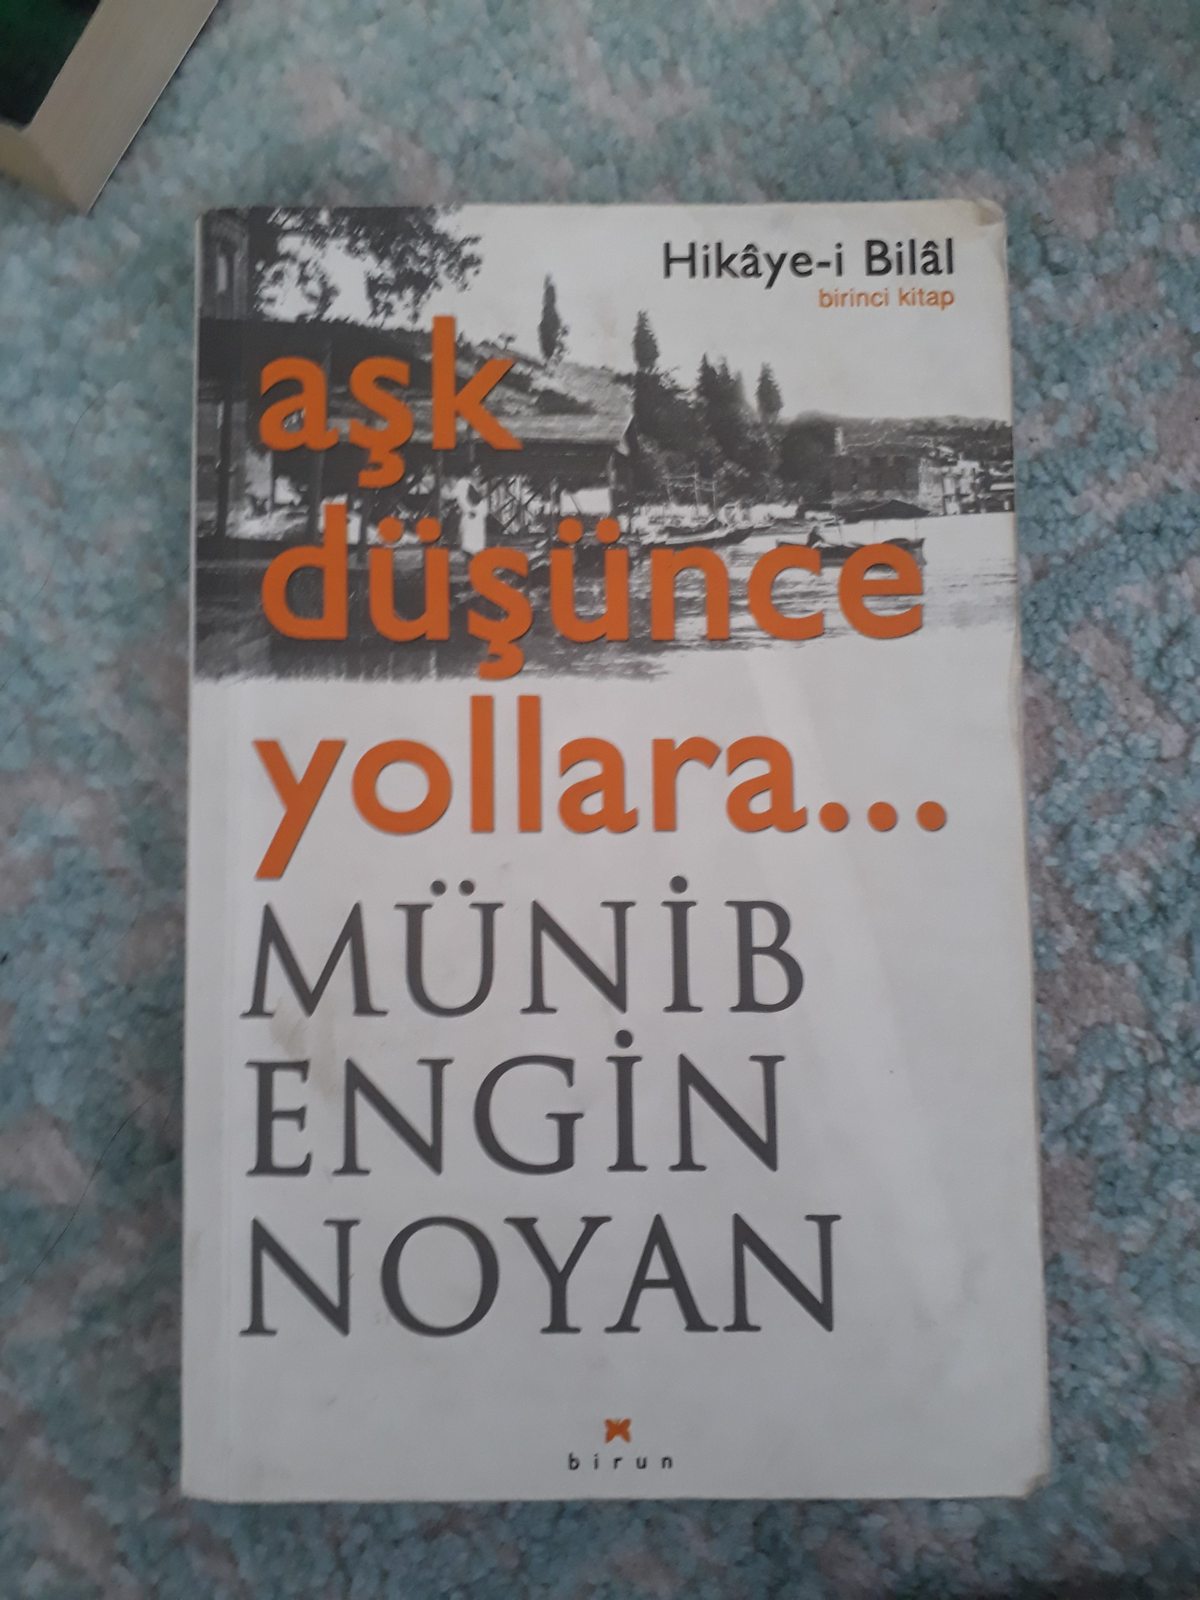 Hikâye-i Bilâl
birinci kitap
aşk
düşünce
yollara...
MÜNİB
ENGİN
NOYAN
birun